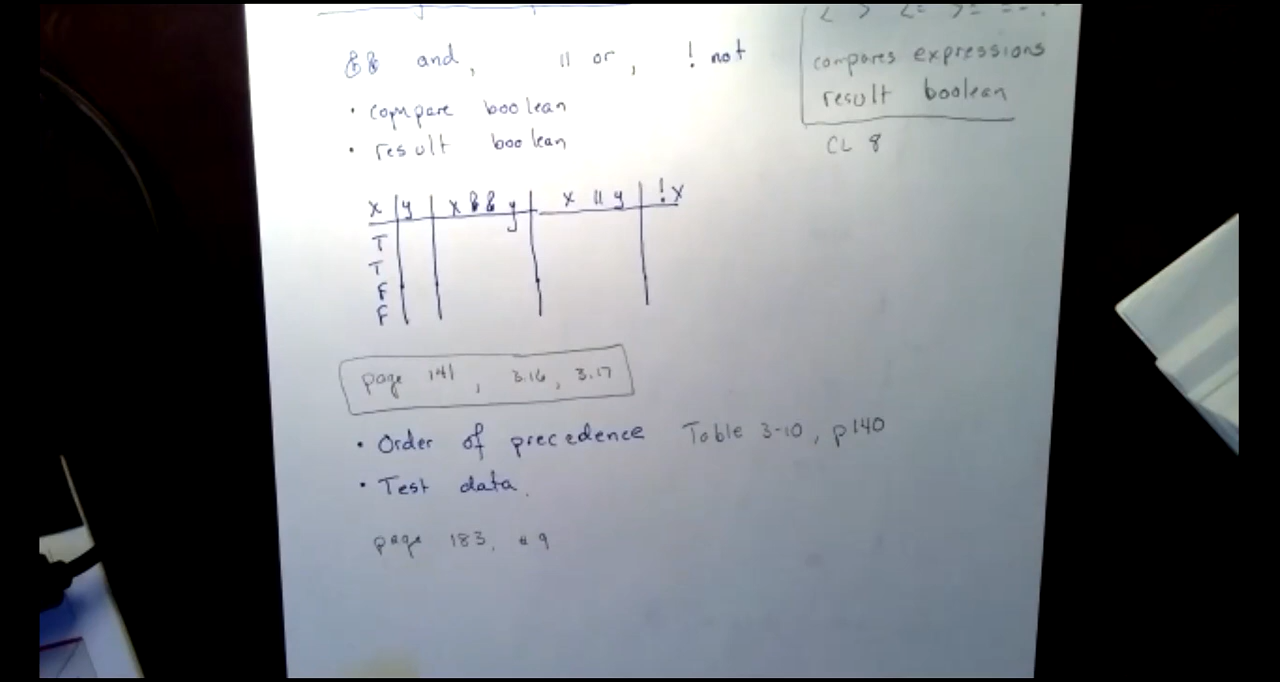 < > <= >=
&& and, || or, ! not
compares expressions
result boolean
• compare boolean
• result boolean
CL 8
x y x && y x || y !x
T
T
F
F
page 141, 3.16, 3.17
• Order of precedence Table 3-10, p140
• Test data.
page 183, #9